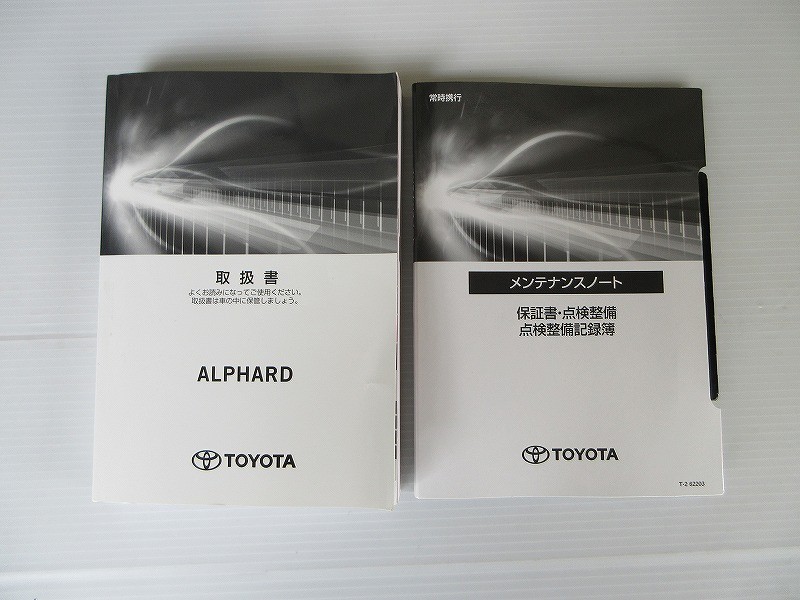 取扱書
よくお読みになってご使用ください。
取扱書は車の中に保管しましょう。
ALPHARD
TOYOTA
常時携行
メンテナンスノート
保証書・点検整備
点検整備記録簿
TOYOTA
T-2 62203